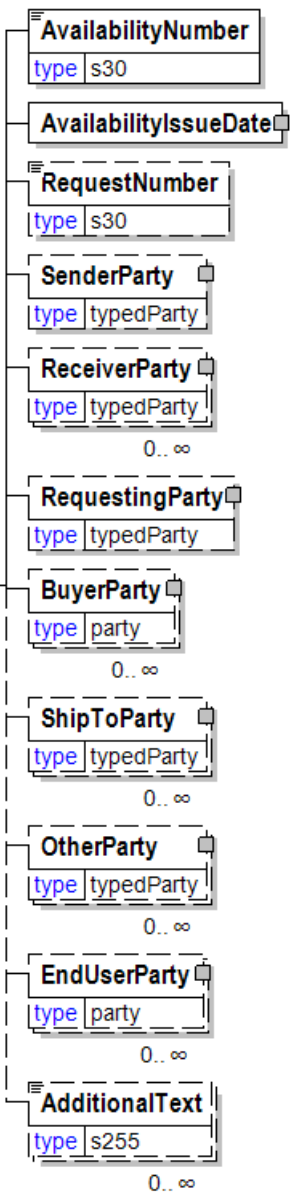 AvailabilityNumber
type s30
AvailabilityIssueDate
RequestNumber
type s30
SenderParty
type typedParty
ReceiverParty
type typedParty
0.. ∞
RequestingParty
type typedParty
BuyerParty
type party
0.. ∞
ShipToParty
type typedParty
0.. ∞
OtherParty
type typedParty
0.. ∞
EndUserParty
type party
0.. ∞
AdditionalText
type s255
0.. ∞